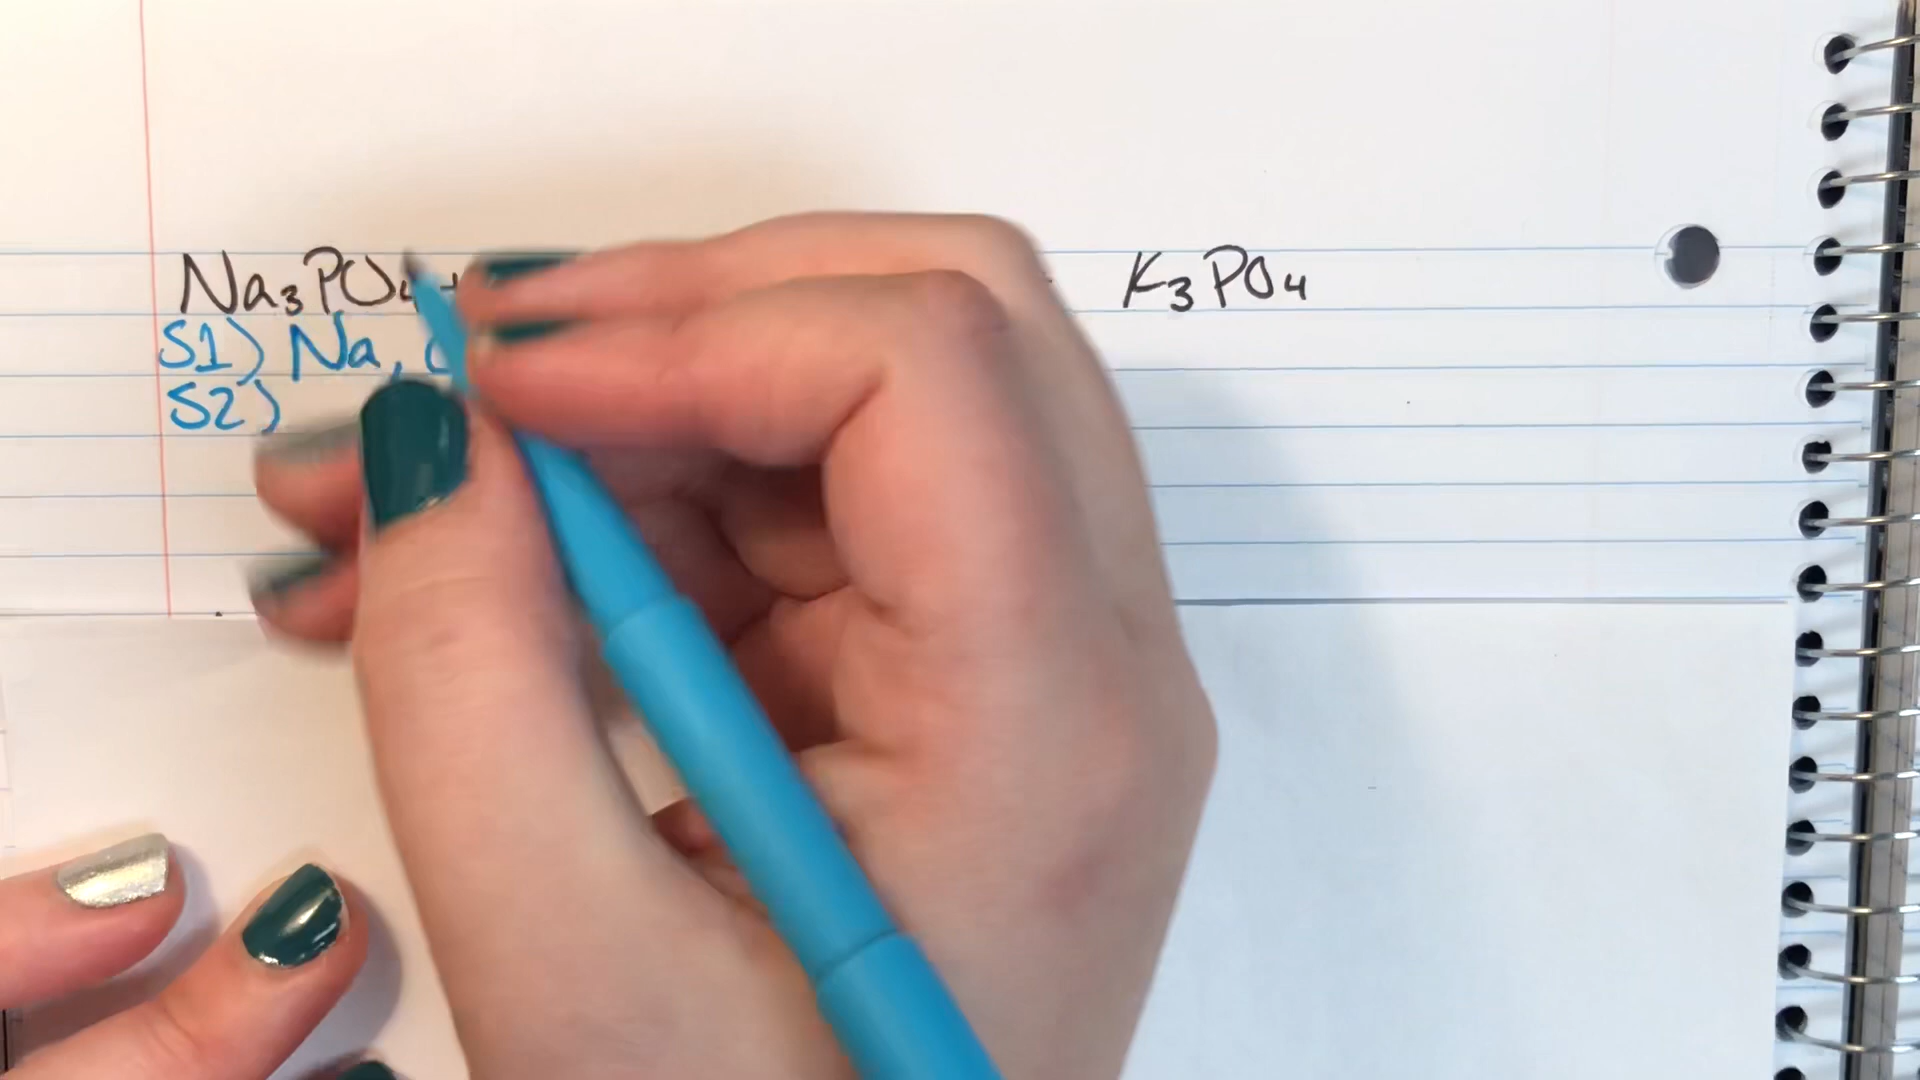 Na₃PO₄ + K₃PO₄
S1) Na,
S2)